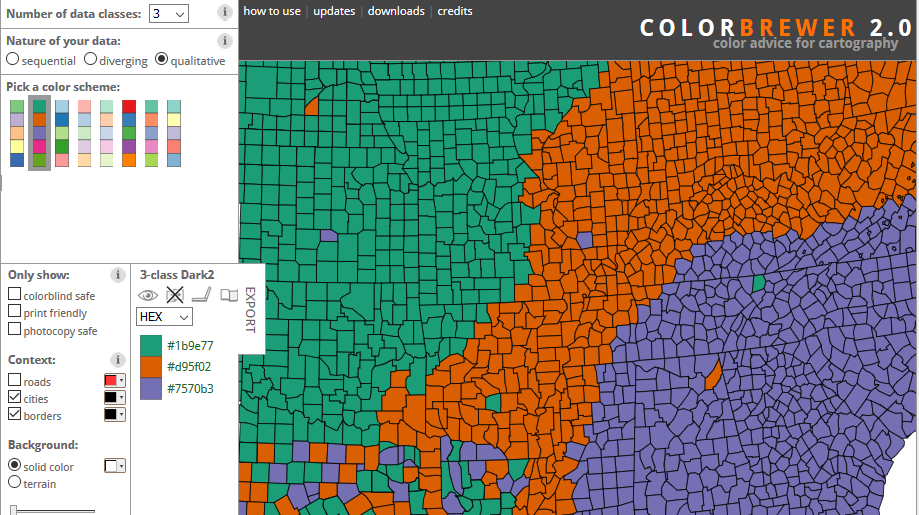 Number of data classes: 3 i
how to use | updates | downloads | credits
COLORBREWER 2.0
color advice for cartography
Nature of your data: i
sequential diverging qualitative
Pick a color scheme:
Only show: i
colorblind safe
print friendly
photocopy safe
Context: i
roads
cities
borders
Background:
solid color
terrain
3-class Dark2
HEX
EXPORT
#1b9e77
#d95f02
#7570b3